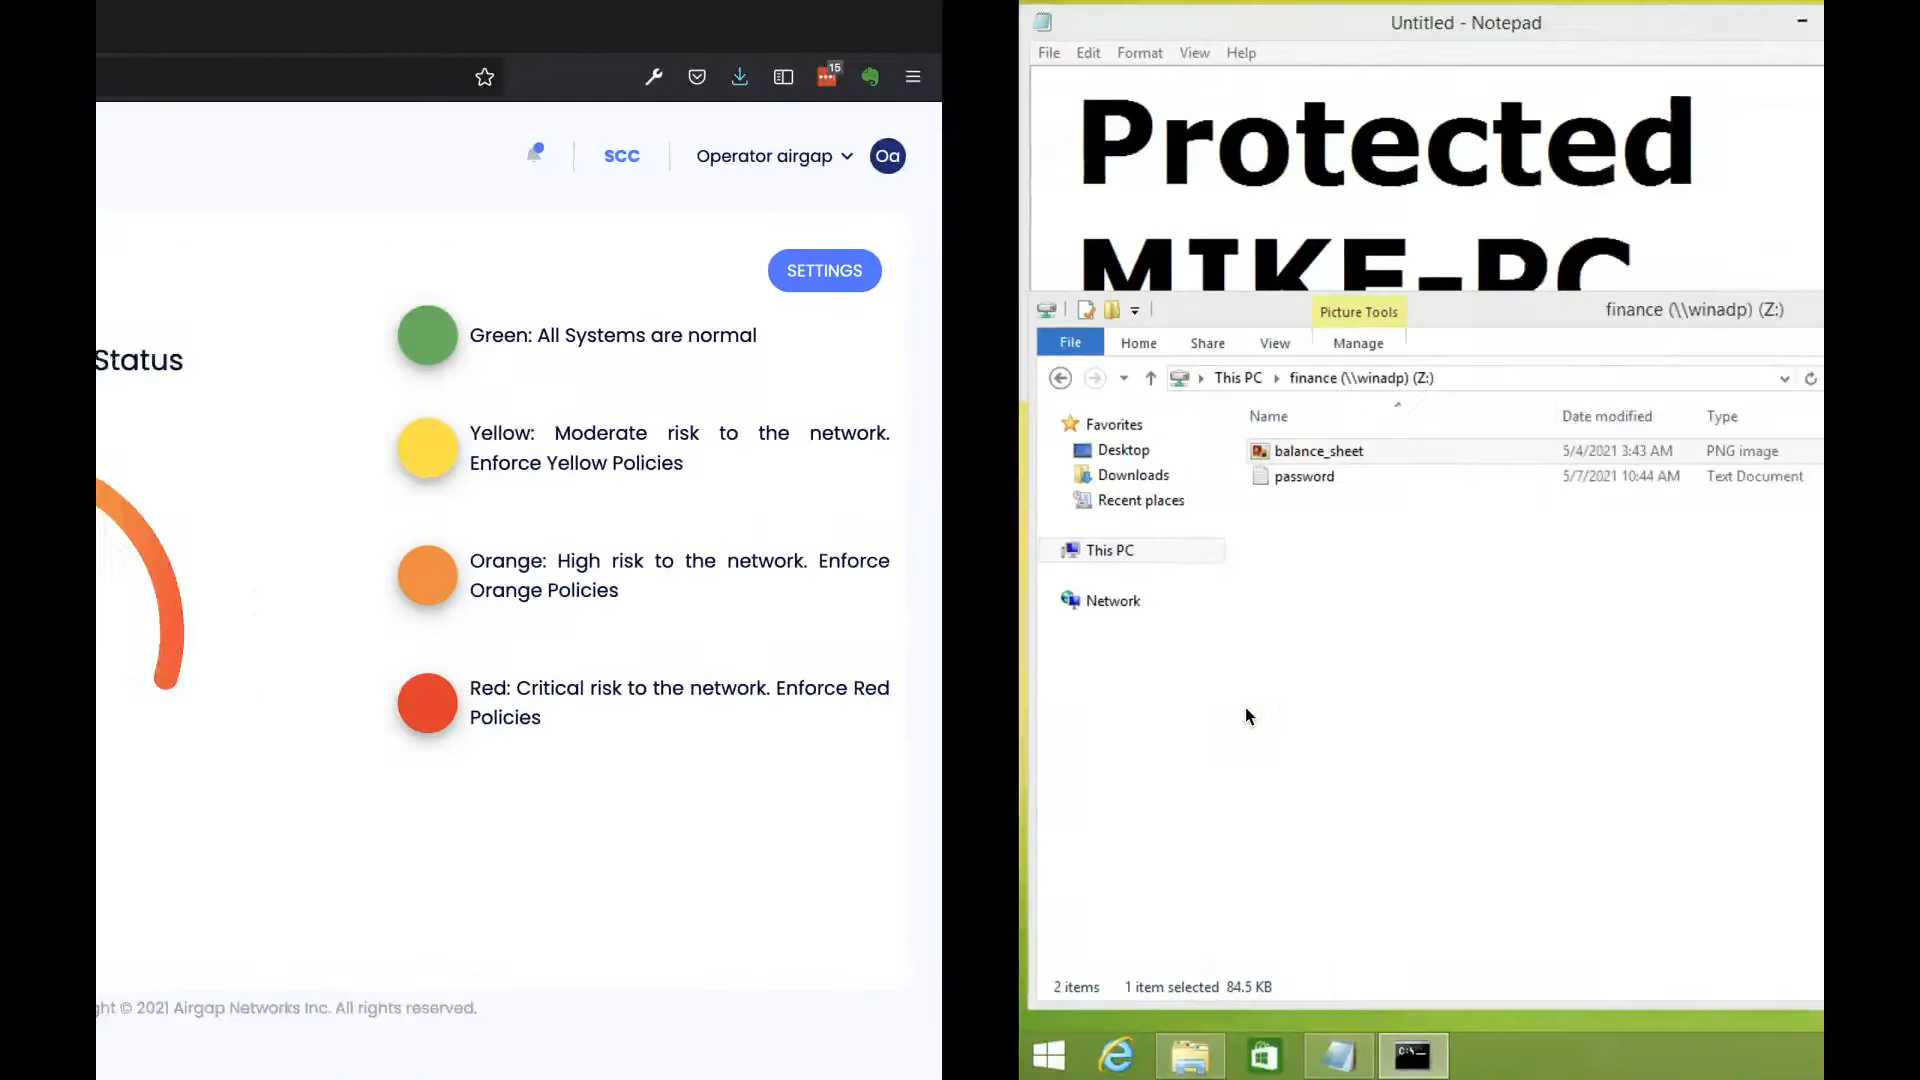 15
SCC
Operator airgap
Oa
SETTINGS
Status
Green: All Systems are normal
Yellow: Moderate risk to the network.
Enforce Yellow Policies
Orange: High risk to the network. Enforce
Orange Policies
Red: Critical risk to the network. Enforce Red
Policies
ght © 2021 Airgap Networks Inc. All rights reserved.
Untitled - Notepad
File Edit Format View Help
Protected
MIKE-PC
Picture Tools
finance (\\winadp) (Z:)
File Home Share View Manage
This PC finance (\\winadp) (Z:)
Name Date modified Type
Favorites
Desktop
Downloads
Recent places
This PC
Network
balance_sheet 5/4/2021 3:43 AM PNG image
password 5/7/2021 10:44 AM Text Document
2 items 1 item selected 84.5 KB
C:\